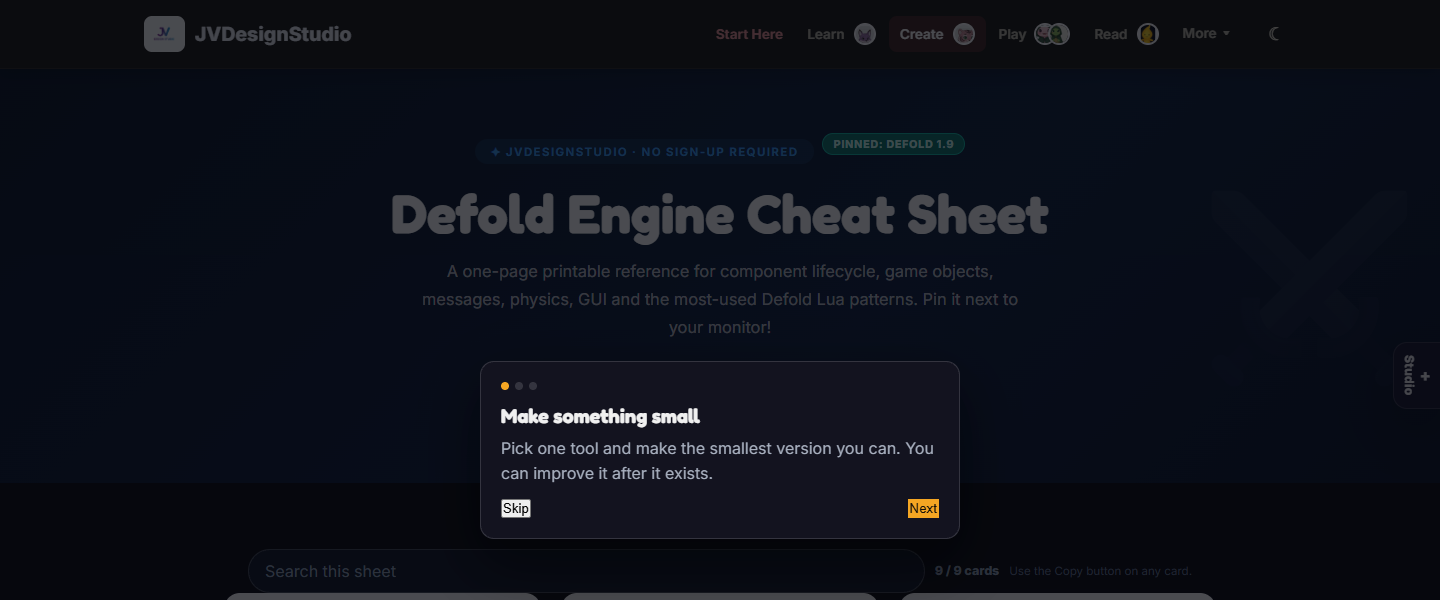 JV JVDesignStudio
Start Here Learn Create Play Read More
✦ JVDESIGNSTUDIO · NO SIGN-UP REQUIRED
PINNED: DEFOLD 1.9
Defold Engine Cheat Sheet
A one-page printable reference for component lifecycle, game objects,
messages, physics, GUI and the most-used Defold Lua patterns. Pin it next to
your monitor!
✦ Studio
Make something small
Pick one tool and make the smallest version you can. You
can improve it after it exists.
Skip Next
Search this sheet
9 / 9 cards Use the Copy button on any card.